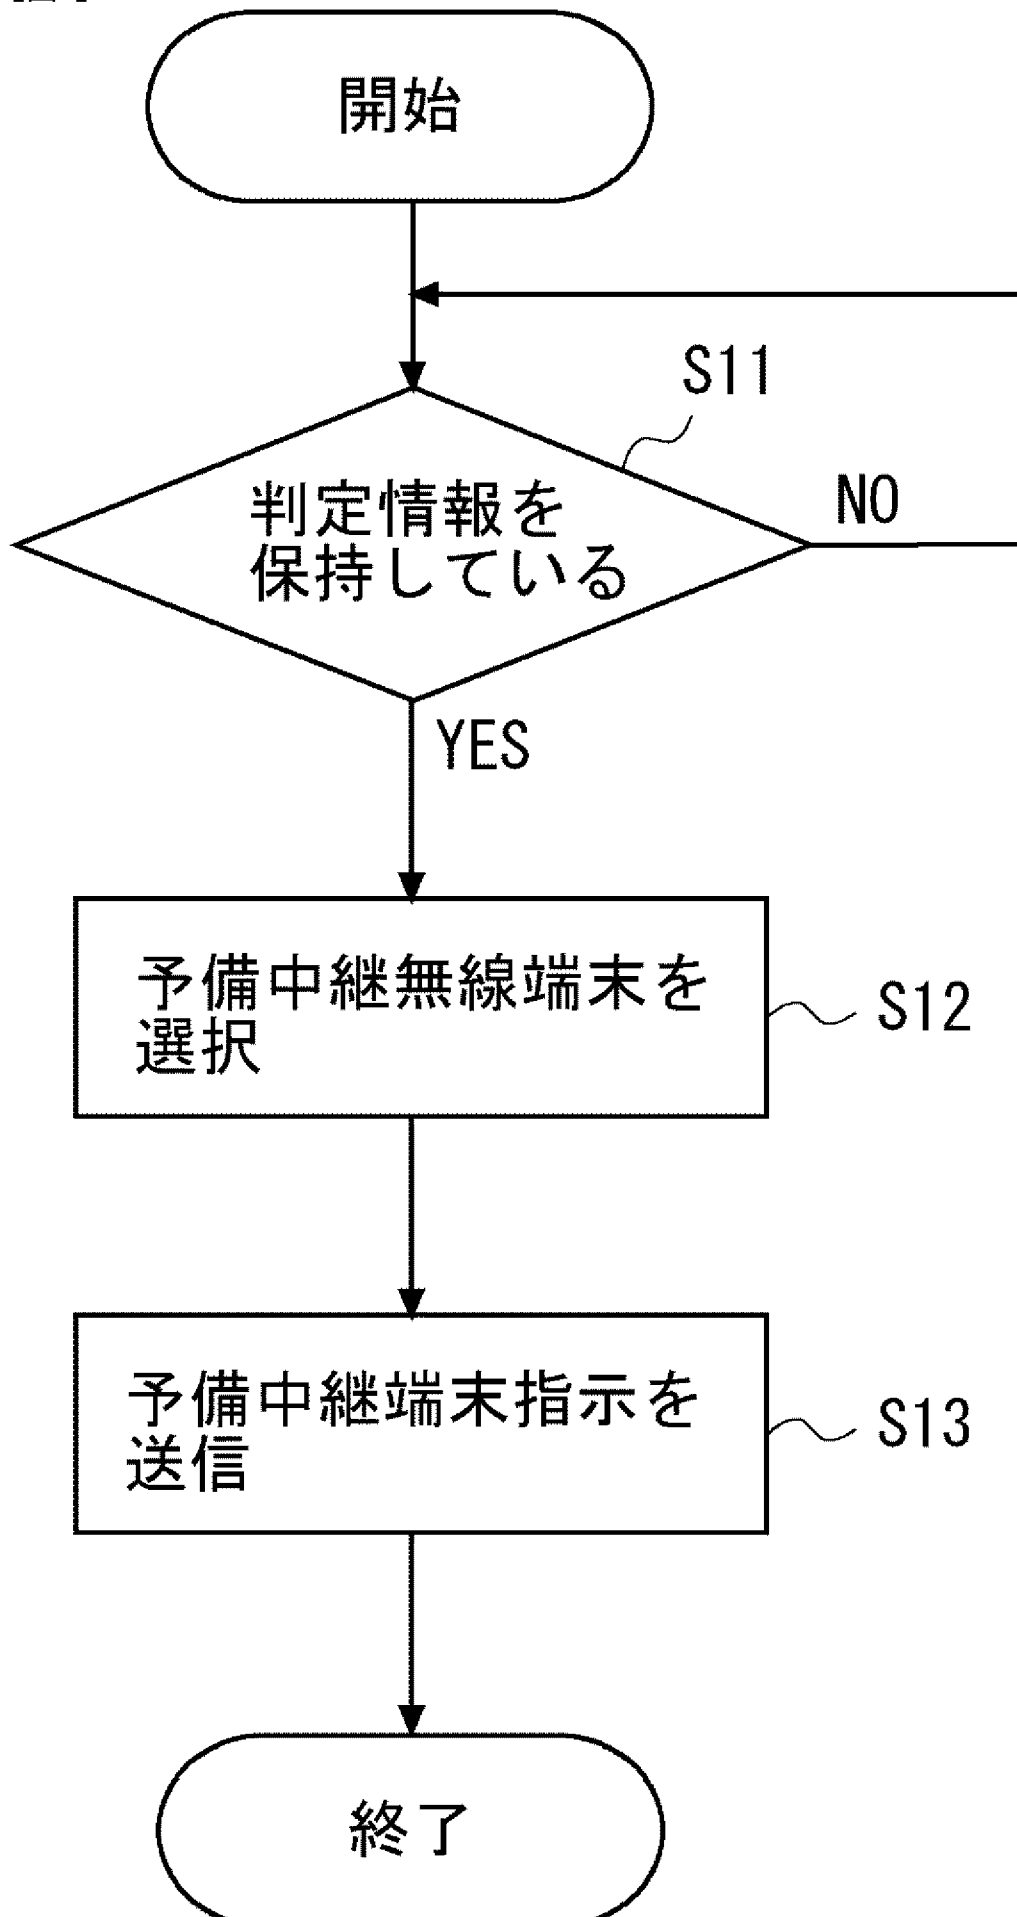 開始
S11
判定情報を
保持している
NO
YES
予備中継無線端末を
選択
S12
予備中継端末指示を
送信
S13
終了